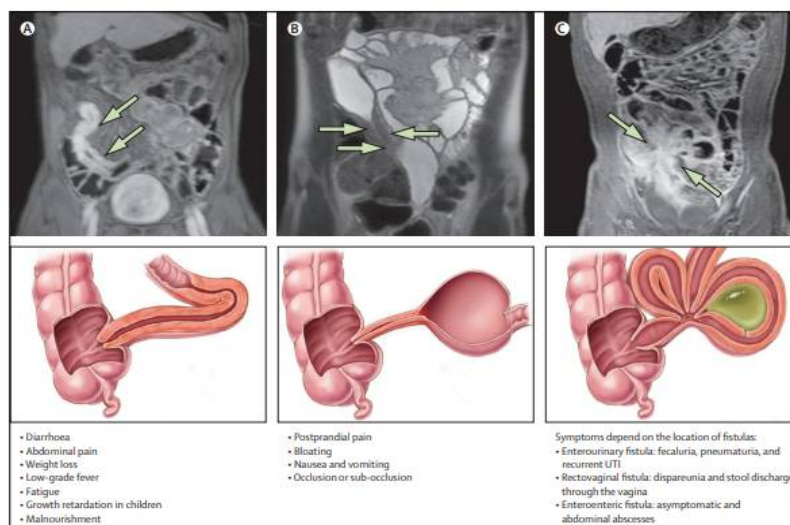 A
B
C
• Diarrhoea
• Abdominal pain
• Weight loss
• Low-grade fever
• Fatigue
• Growth retardation in children
• Malnourishment
• Postprandial pain
• Bloating
• Nausea and vomiting
• Occlusion or sub-occlusion
Symptoms depend on the location of fistulas:
• Enterourinary fistula: fecaluria, pneumaturia, and
recurrent UTI
• Rectovaginal fistula: dispareunia and stool discharge
through the vagina
• Enteroenteric fistula: asymptomatic and
abdominal abscesses